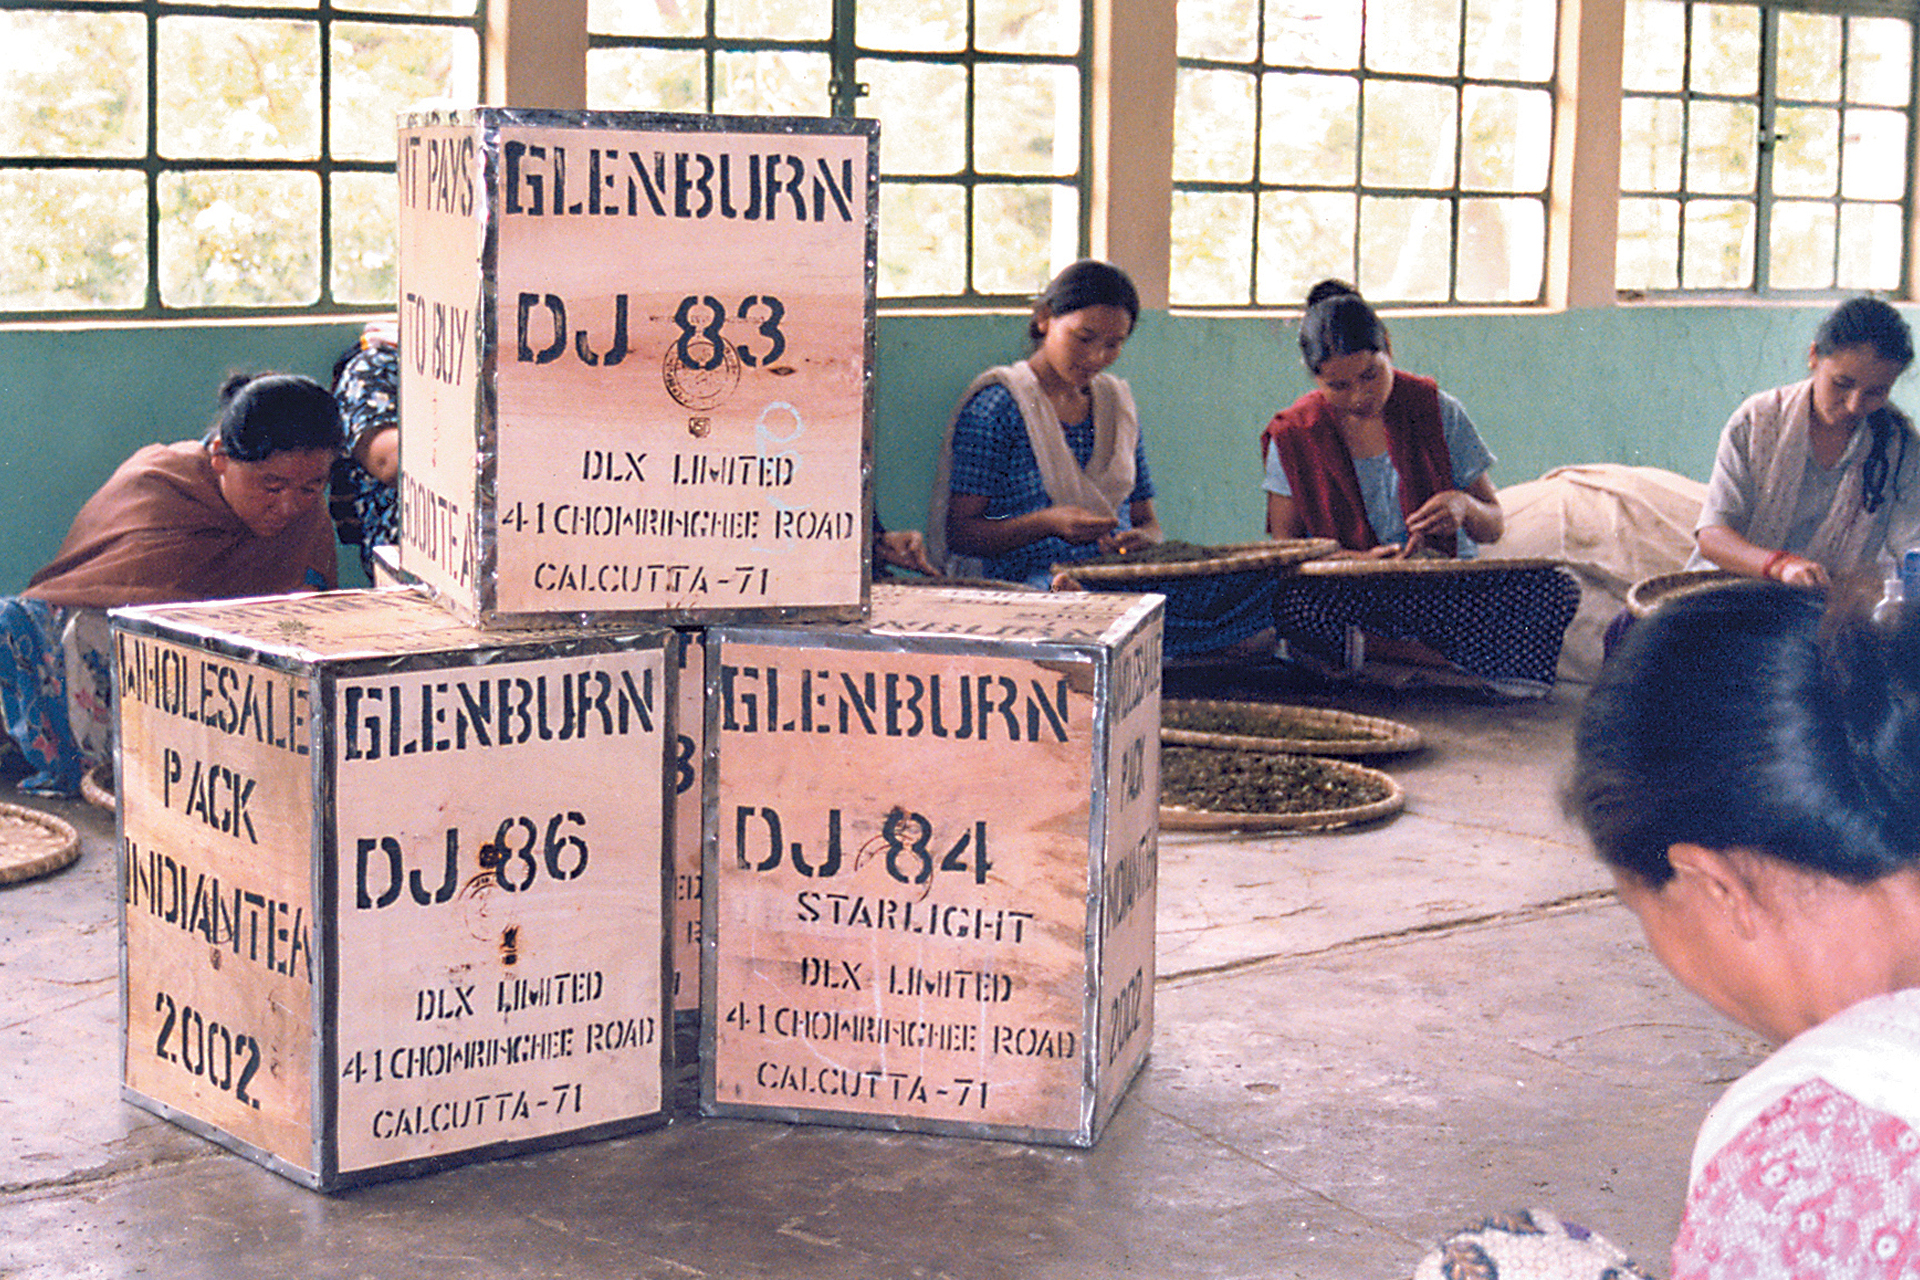 IT PAYS
TO BUY
GOOD TEA
GLENBURN
DJ 83
DLX LIMITED
41 CHOWRINGHEE ROAD
CALCUTTA-71
WHOLESALE
PACK
INDIAN TEA
2002
GLENBURN
DJ 86
DLX LIMITED
41 CHOWRINGHEE ROAD
CALCUTTA-71
GLENBURN
DJ 84
STARLIGHT
DLX LIMITED
41 CHOWRINGHEE ROAD
CALCUTTA-71
WHOLESALE
PACK
INDIAN TEA
2002